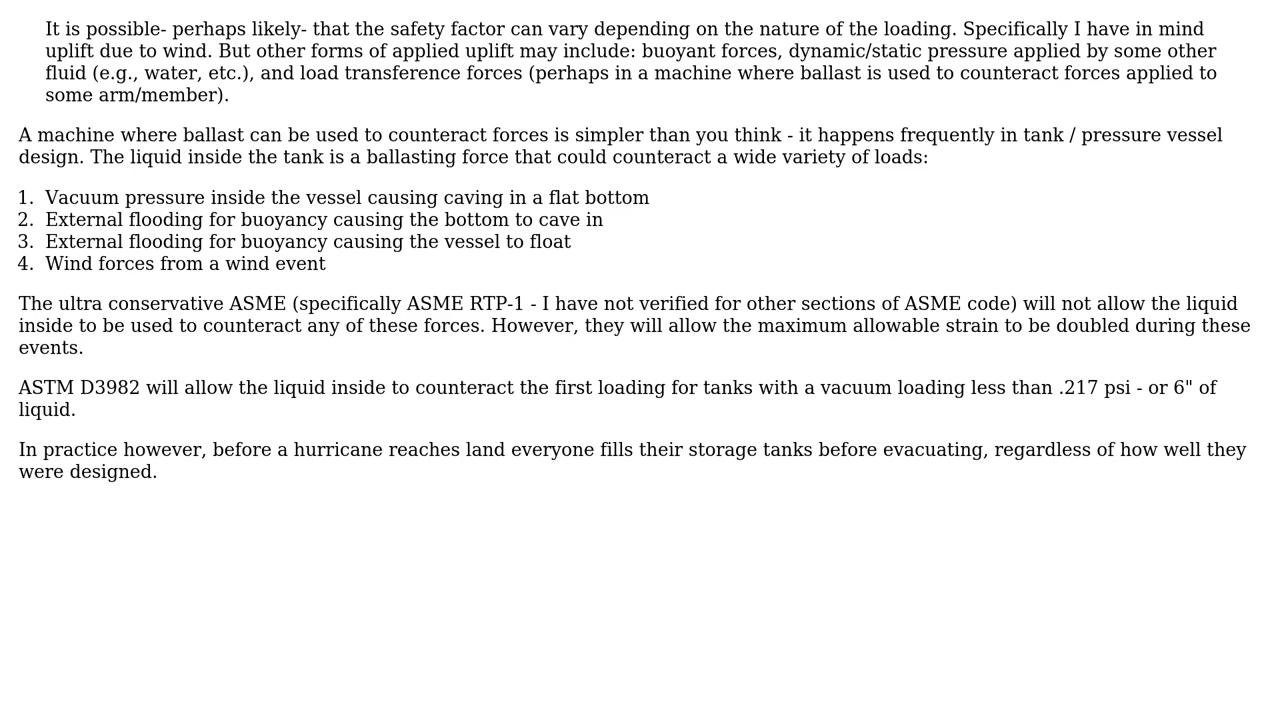 It is possible- perhaps likely- that the safety factor can vary depending on the nature of the loading. Specifically I have in mind
uplift due to wind. But other forms of applied uplift may include: buoyant forces, dynamic/static pressure applied by some other
fluid (e.g., water, etc.), and load transference forces (perhaps in a machine where ballast is used to counteract forces applied to
some arm/member).
A machine where ballast can be used to counteract forces is simpler than you think - it happens frequently in tank / pressure vessel
design. The liquid inside the tank is a ballasting force that could counteract a wide variety of loads:
1. Vacuum pressure inside the vessel causing caving in a flat bottom
2. External flooding for buoyancy causing the bottom to cave in
3. External flooding for buoyancy causing the vessel to float
4. Wind forces from a wind event
The ultra conservative ASME (specifically ASME RTP-1 - I have not verified for other sections of ASME code) will not allow the liquid
inside to be used to counteract any of these forces. However, they will allow the maximum allowable strain to be doubled during these
events.
ASTM D3982 will allow the liquid inside to counteract the first loading for tanks with a vacuum loading less than .217 psi - or 6" of
liquid.
In practice however, before a hurricane reaches land everyone fills their storage tanks before evacuating, regardless of how well they
were designed.